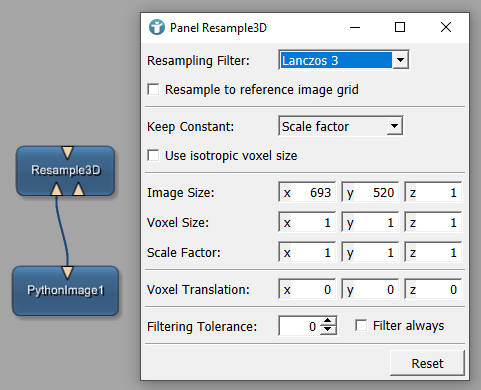 Panel Resample3D
Resampling Filter: Lanczos 3
Resample to reference image grid
Keep Constant: Scale factor
Use isotropic voxel size
Image Size: x 693 y 520 z 1
Voxel Size: x 1 y 1 z 1
Scale Factor: x 1 y 1 z 1
Voxel Translation: x 0 y 0 z 0
Filtering Tolerance: 0 Filter always
Reset
Resample3D
PythonImage1